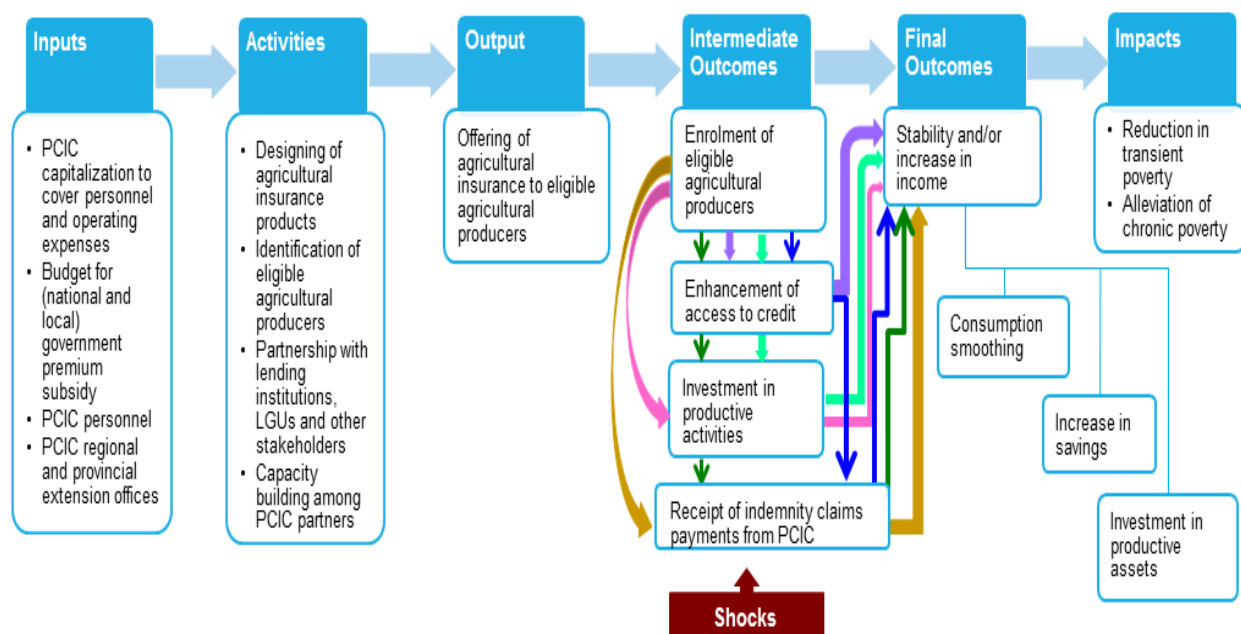 Inputs
• PCIC
capitalization to
cover personnel
and operating
expenses
• Budget for
(national and
local)
government
premium
subsidy
• PCIC personnel
• PCIC regional
and provincial
extension offices
Activities
• Designing of
agricultural
insurance
products
• Identification of
eligible
agricultural
producers
• Partnership with
lending
institutions,
LGUs and other
stakeholders
• Capacity
building among
PCIC partners
Output
Offering of
agricultural
insurance to eligible
agricultural
producers
Intermediate
Outcomes
Enrolment of
eligible
agricultural
producers
Enhancement of
access to credit
Investment in
productive
activities
Receipt of indemnity claims
payments from PCIC
Shocks
Final
Outcomes
Stability and/or
increase in
income
Consumption
smoothing
Increase in
savings
Investment in
productive
assets
Impacts
• Reduction in
transient
poverty
• Alleviation of
chronic poverty